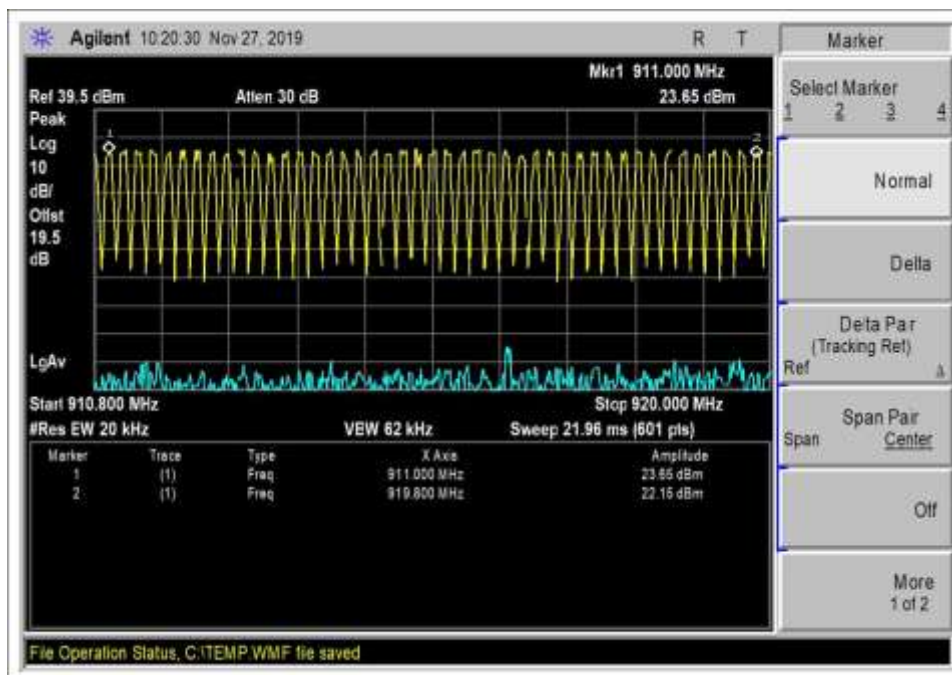 Agilent 10:20:30 Nov 27, 2019 R T
Mkr1 911.000 MHz
Ref 39.5 dBm Atten 30 dB 23.65 dBm
Peak
Log
10
dB/
Offst
19.5
dB
1
2
LgAv
Start 910.800 MHz Stop 920.000 MHz
#Res BW 20 kHz VBW 62 kHz Sweep 21.96 ms (601 pts)
Marker Trace Type X Axis Amplitude
1 (1) Freq 911.000 MHz 23.65 dBm
2 (1) Freq 919.800 MHz 22.15 dBm
File Operation Status, C:\TEMP.WMF file saved
Marker
Select Marker
1 2 3 4
Normal
Delta
Delta Pair
(Tracking Ref)
Ref Δ
Span Pair
Span Center
Off
More
1 of 2